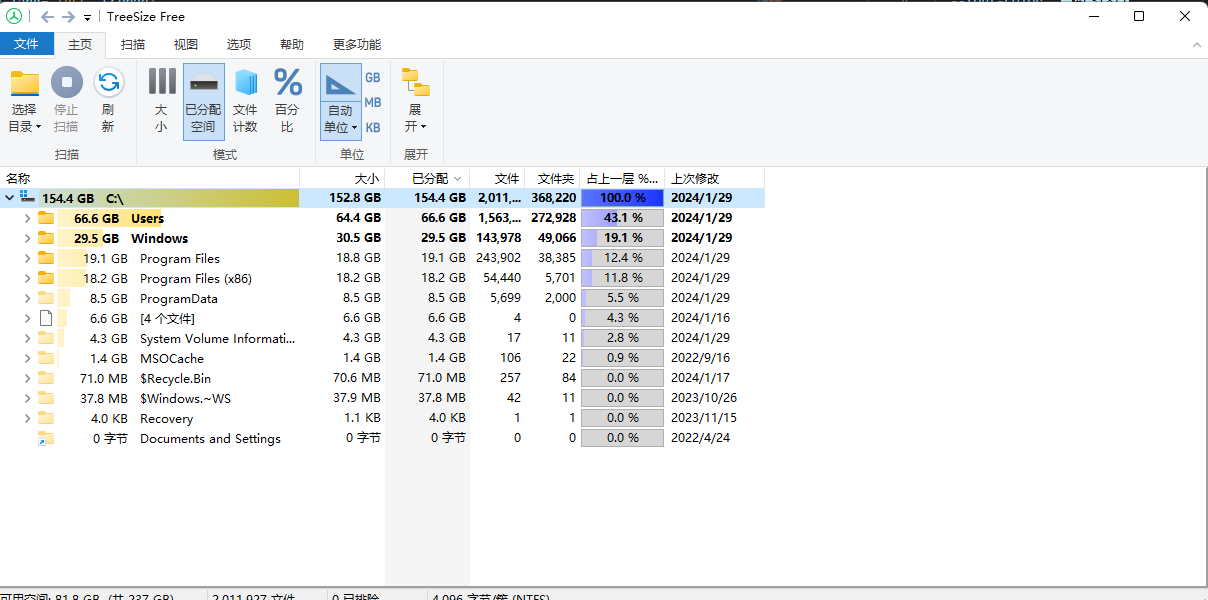 TreeSize Free
文件 主页 扫描 视图 选项 帮助 更多功能
选择目录 停止扫描 刷新 大小 已分配空间 文件计数 百分比 自动单位 GB MB KB 展开
扫描 模式 单位 展开
名称 大小 已分配 文件 文件夹 占上一层 %... 上次修改
154.4 GB C:\ 152.8 GB 154.4 GB 2,011,... 368,220 100.0 % 2024/1/29
66.6 GB Users 64.4 GB 66.6 GB 1,563,... 272,928 43.1 % 2024/1/29
29.5 GB Windows 30.5 GB 29.5 GB 143,978 49,066 19.1 % 2024/1/29
19.1 GB Program Files 18.8 GB 19.1 GB 243,902 38,385 12.4 % 2024/1/29
18.2 GB Program Files (x86) 18.2 GB 18.2 GB 54,440 5,701 11.8 % 2024/1/29
8.5 GB ProgramData 8.5 GB 8.5 GB 5,699 2,000 5.5 % 2024/1/29
6.6 GB [4 个文件] 6.6 GB 6.6 GB 4 0 4.3 % 2024/1/16
4.3 GB System Volume Informati... 4.3 GB 4.3 GB 17 11 2.8 % 2024/1/29
1.4 GB MSOCache 1.4 GB 1.4 GB 106 22 0.9 % 2022/9/16
71.0 MB $Recycle.Bin 70.6 MB 71.0 MB 257 84 0.0 % 2024/1/17
37.8 MB $Windows.~WS 37.9 MB 37.8 MB 42 11 0.0 % 2023/10/26
4.0 KB Recovery 1.1 KB 4.0 KB 1 1 0.0 % 2023/11/15
0 字节 Documents and Settings 0 字节 0 字节 0 0 0.0 % 2022/4/24
可用空间: 81.8 GB (共 237 GB) 2,011,927 文件 0 已排除 4,096 字节/簇 (NTFS)